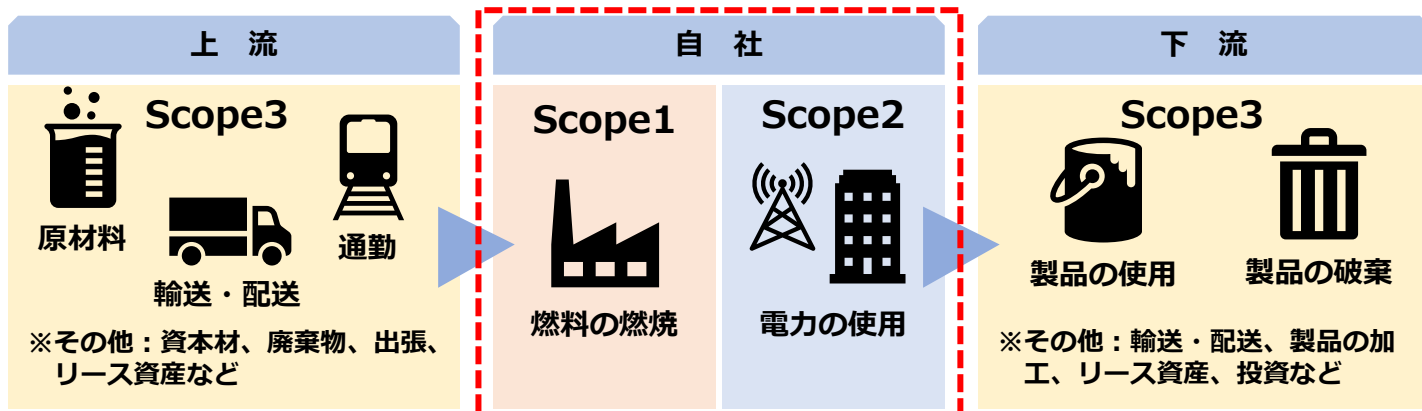 上 流
Scope3
原材料
輸送・配送
通勤
※その他：資本材、廃棄物、出張、
リース資産など
自 社
Scope1
燃料の燃焼
Scope2
電力の使用
下 流
Scope3
製品の使用
製品の破棄
※その他：輸送・配送、製品の加
工、リース資産、投資など